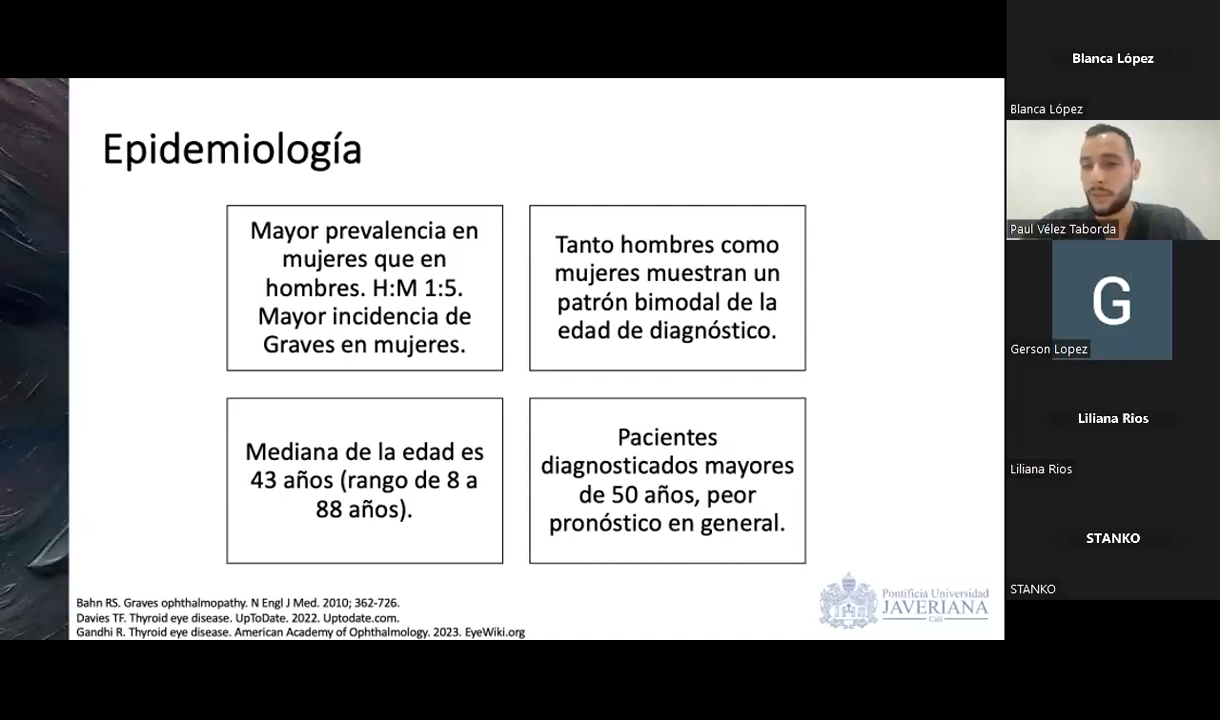 Epidemiología
Mayor prevalencia en
mujeres que en
hombres. H:M 1:5.
Mayor incidencia de
Graves en mujeres.
Tanto hombres como
mujeres muestran un
patrón bimodal de la
edad de diagnóstico.
Mediana de la edad es
43 años (rango de 8 a
88 años).
Pacientes
diagnosticados mayores
de 50 años, peor
pronóstico en general.
Bahn RS. Graves ophthalmopathy. N Engl J Med. 2010; 362-726.
Davies TF. Thyroid eye disease. UpToDate. 2022. Uptodate.com.
Gandhi R. Thyroid eye disease. American Academy of Ophthalmology. 2023. EyeWiki.org
Pontificia Universidad
JAVERIANA
Cali
Blanca López
Blanca López
Paul Vélez Taborda
G
Gerson Lopez
Liliana Rios
Liliana Rios
STANKO
STANKO